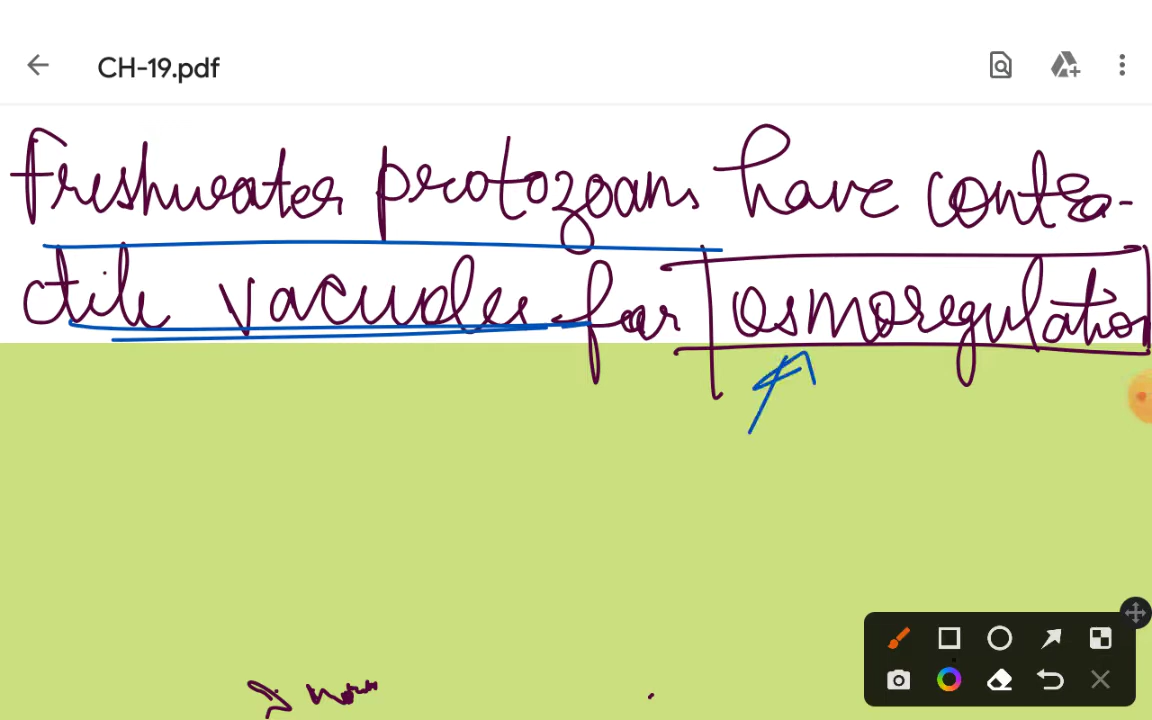 CH-19.pdf
Freshwater protozoans have contra-
ctile vacuoles for osmoregulation